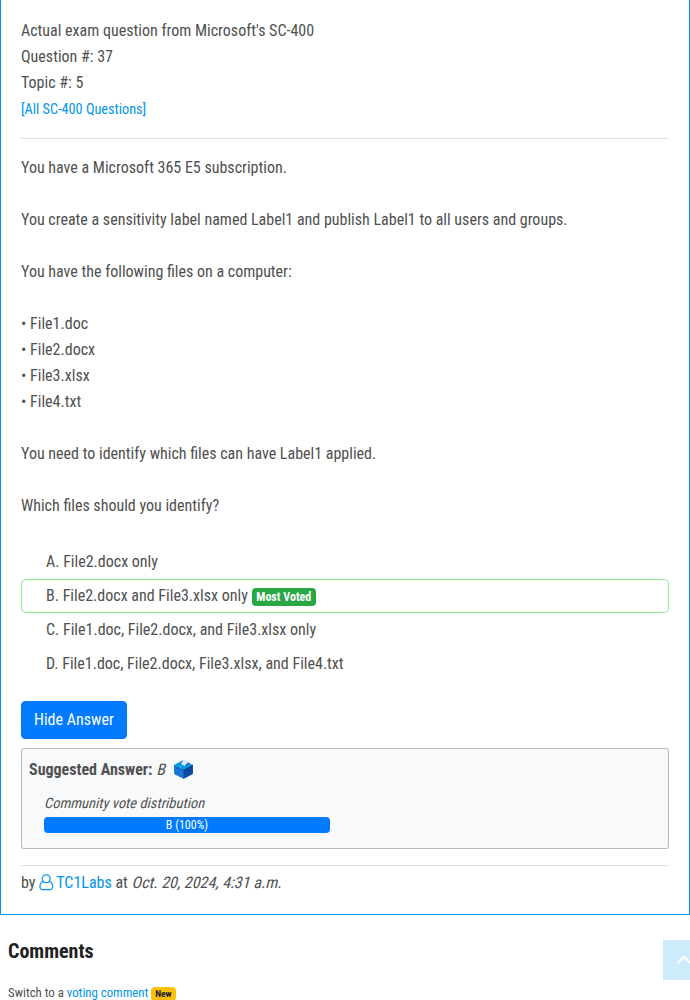 Actual exam question from Microsoft's SC-400
Question #: 37
Topic #: 5
[All SC-400 Questions]
You have a Microsoft 365 E5 subscription.
You create a sensitivity label named Label1 and publish Label1 to all users and groups.
You have the following files on a computer:
• File1.doc
• File2.docx
• File3.xlsx
• File4.txt
You need to identify which files can have Label1 applied.
Which files should you identify?
A. File2.docx only
B. File2.docx and File3.xlsx only Most Voted
C. File1.doc, File2.docx, and File3.xlsx only
D. File1.doc, File2.docx, File3.xlsx, and File4.txt
Hide Answer
Suggested Answer: B
Community vote distribution
B (100%)
by TC1Labs at Oct. 20, 2024, 4:31 a.m.
Comments
Switch to a voting comment New